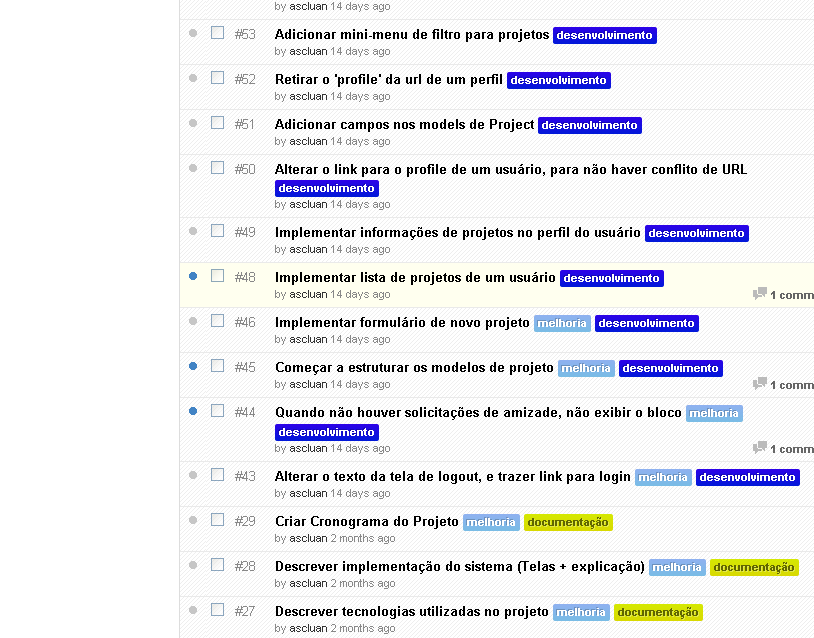 by ascluan 14 days ago
#53 Adicionar mini-menu de filtro para projetos desenvolvimento
by ascluan 14 days ago
#52 Retirar o 'profile' da url de um perfil desenvolvimento
by ascluan 14 days ago
#51 Adicionar campos nos models de Project desenvolvimento
by ascluan 14 days ago
#50 Alterar o link para o profile de um usuário, para não haver conflito de URL
desenvolvimento
by ascluan 14 days ago
#49 Implementar informações de projetos no perfil do usuário desenvolvimento
by ascluan 14 days ago
#48 Implementar lista de projetos de um usuário desenvolvimento
by ascluan 14 days ago 1 comm
#46 Implementar formulário de novo projeto melhoria desenvolvimento
by ascluan 14 days ago
#45 Começar a estruturar os modelos de projeto melhoria desenvolvimento
by ascluan 14 days ago 1 comm
#44 Quando não houver solicitações de amizade, não exibir o bloco melhoria
desenvolvimento
by ascluan 14 days ago 1 comm
#43 Alterar o texto da tela de logout, e trazer link para login melhoria desenvolvimento
by ascluan 14 days ago
#29 Criar Cronograma do Projeto melhoria documentação
by ascluan 2 months ago
#28 Descrever implementação do sistema (Telas + explicação) melhoria documentação
by ascluan 2 months ago
#27 Descrever tecnologias utilizadas no projeto melhoria documentação
by ascluan 2 months ago